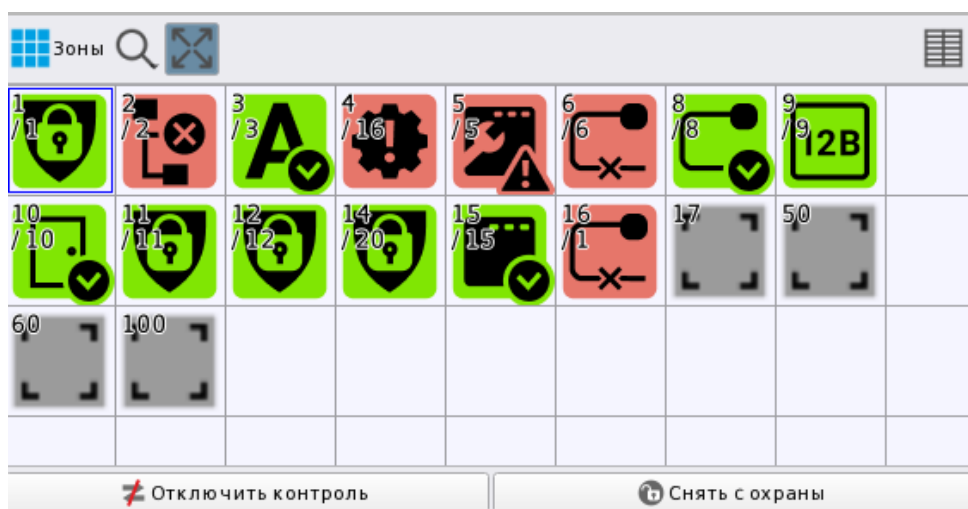 Зоны
1 2 3 4 5 6 8 9
/1 /2 /3 /16 /5 /6 /8 /9
A 12В
10 11 12 14 15 16 17 50
/10 /11 /12 /20 /15 /1
60 100
Отключить контроль Снять с охраны